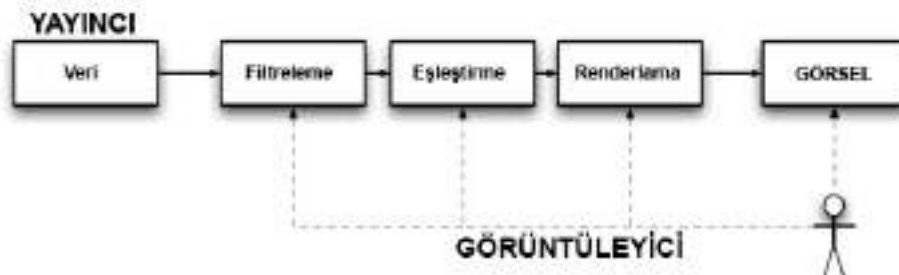 YAYINCI
Veri
Filtreleme
Eşleştirme
Renderlama
GÖRSEL
GÖRÜNTÜLEYİCİ